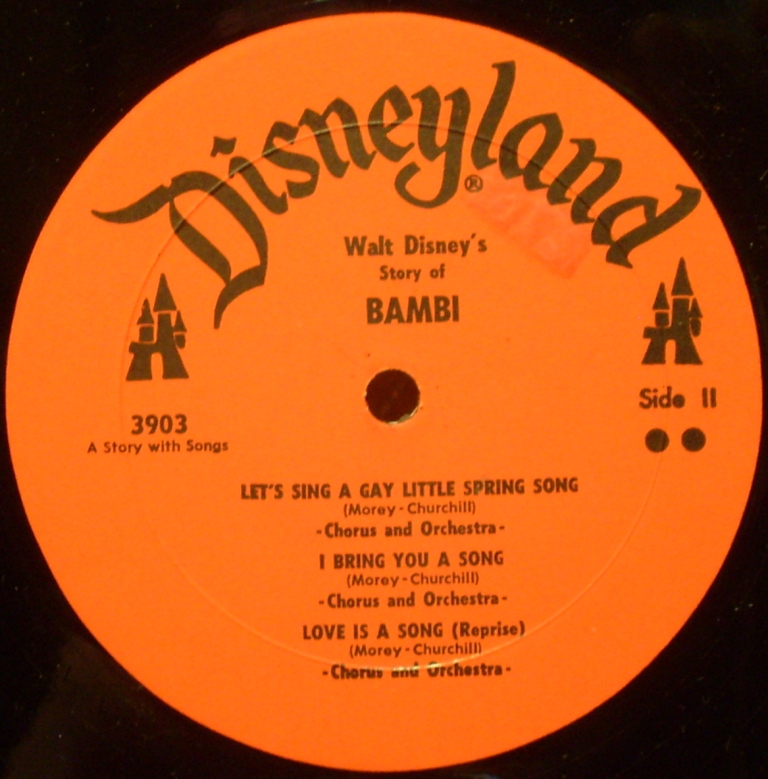 Disneyland®
Walt Disney's
Story of
BAMBI
3903
A Story with Songs
Side II
LET'S SING A GAY LITTLE SPRING SONG
(Morey-Churchill)
-Chorus and Orchestra-
I BRING YOU A SONG
(Morey-Churchill)
-Chorus and Orchestra-
LOVE IS A SONG (Reprise)
(Morey-Churchill)
-Chorus and Orchestra-